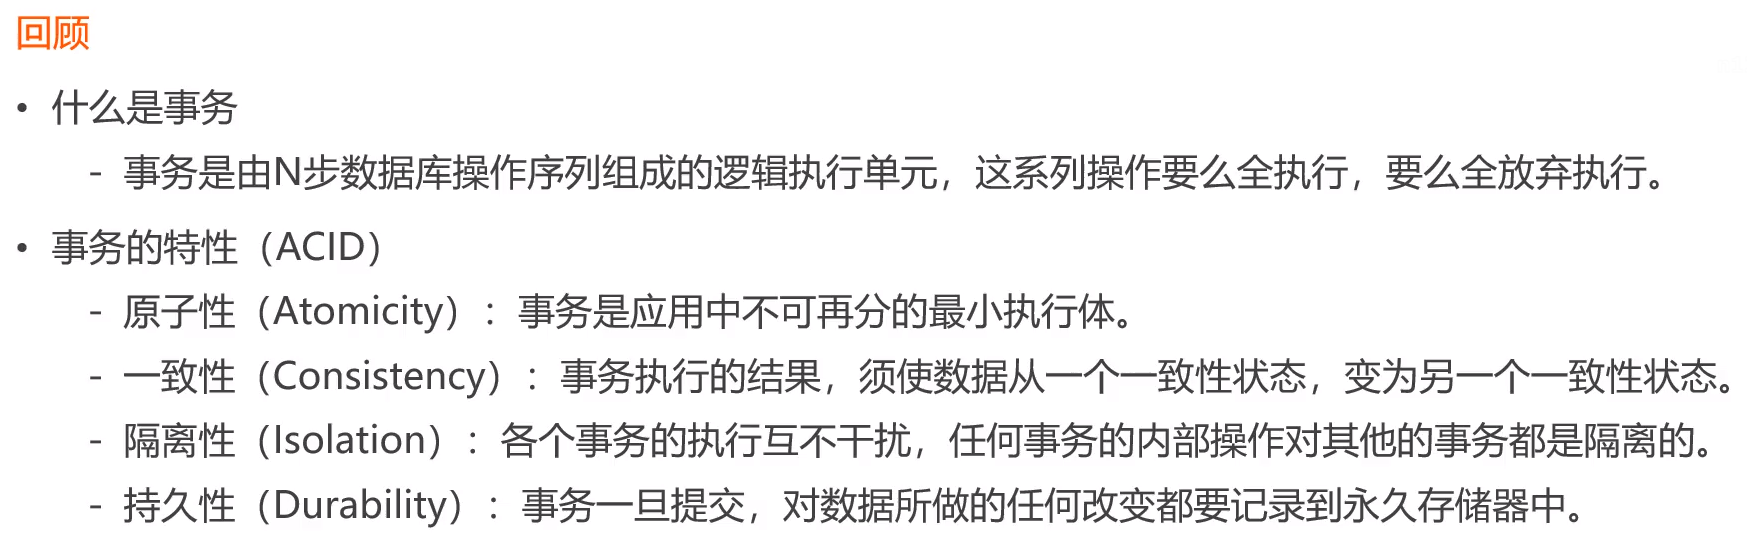 回顾
• 什么是事务
- 事务是由N步数据库操作序列组成的逻辑执行单元，这系列操作要么全执行，要么全放弃执行。
• 事务的特性（ACID）
- 原子性（Atomicity）：事务是应用中不可再分的最小执行体。
- 一致性（Consistency）：事务执行的结果，须使数据从一个一致性状态，变为另一个一致性状态。
- 隔离性（Isolation）：各个事务的执行互不干扰，任何事务的内部操作对其他的事务都是隔离的。
- 持久性（Durability）：事务一旦提交，对数据所做的任何改变都要记录到永久存储器中。